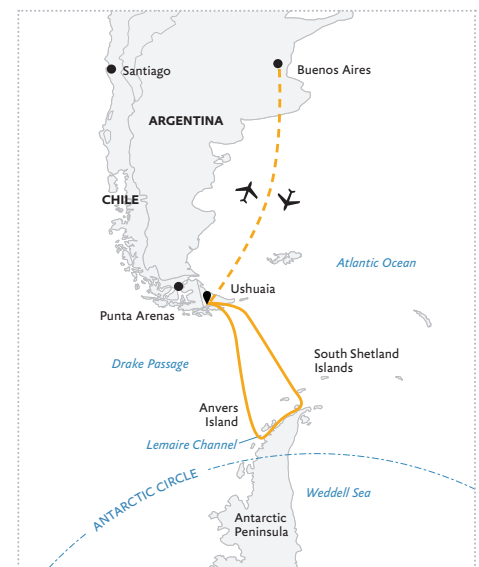 Santiago
Buenos Aires
ARGENTINA
CHILE
Atlantic Ocean
Ushuaia
Punta Arenas
South Shetland
Islands
Drake Passage
Anvers
Island
Lemaire Channel
ANTARCTIC CIRCLE
Weddell Sea
Antarctic
Peninsula